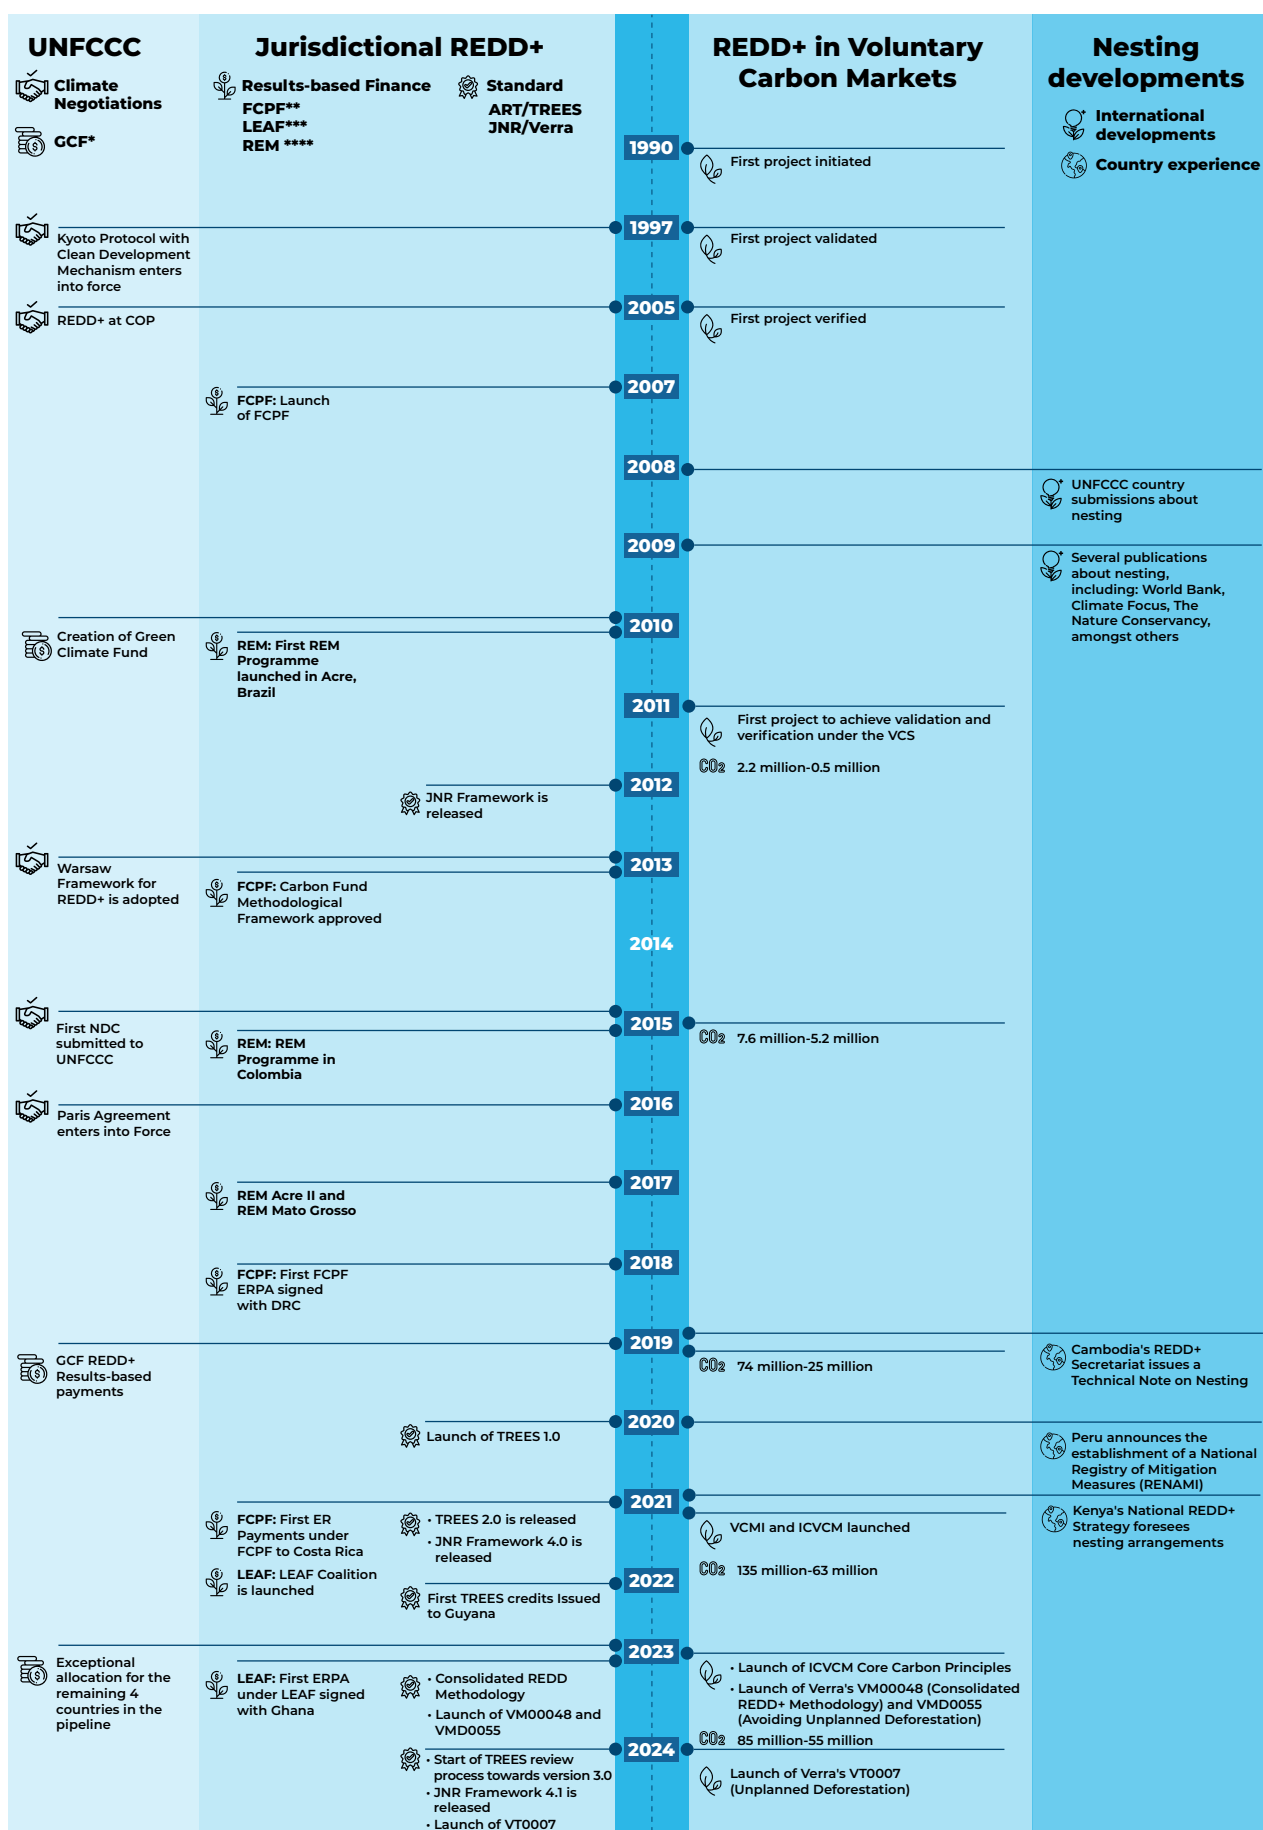 UNFCCC
Climate
Negotiations
GCF*
Jurisdictional REDD+
Results-based Finance
FCPF**
LEAF***
REM ****
Standard
ART/TREES
JNR/Verra
REDD+ in Voluntary
Carbon Markets
Nesting
developments
International
developments
Country experience
1990
First project initiated
1997
Kyoto Protocol with
Clean Development
Mechanism enters
into force
First project validated
2005
REDD+ at COP
First project verified
2007
FCPF: Launch
of FCPF
2008
UNFCCC country
submissions about
nesting
2009
Several publications
about nesting,
including: World Bank,
Climate Focus, The
Nature Conservancy,
amongst others
2010
Creation of Green
Climate Fund
REM: First REM
Programme
launched in Acre,
Brazil
2011
First project to achieve validation and
verification under the VCS
CO2 2.2 million-0.5 million
2012
JNR Framework is
released
2013
Warsaw
Framework for
REDD+ is adopted
FCPF: Carbon Fund
Methodological
Framework approved
2014
2015
First NDC
submitted to
UNFCCC
REM: REM
Programme in
Colombia
CO2 7.6 million-5.2 million
2016
Paris Agreement
enters into Force
2017
REM Acre II and
REM Mato Grosso
2018
FCPF: First FCPF
ERPA signed
with DRC
2019
GCF REDD+
Results-based
payments
CO2 74 million-25 million
Cambodia's REDD+
Secretariat issues a
Technical Note on Nesting
2020
Launch of TREES 1.0
Peru announces the
establishment of a National
Registry of Mitigation
Measures (RENAMI)
2021
FCPF: First ER
Payments under
FCPF to Costa Rica
LEAF: LEAF Coalition
is launched
• TREES 2.0 is released
• JNR Framework 4.0 is
released
VCMI and ICVCM launched
CO2 135 million-63 million
Kenya's National REDD+
Strategy foresees
nesting arrangements
2022
First TREES credits Issued
to Guyana
2023
Exceptional
allocation for the
remaining 4
countries in the
pipeline
LEAF: First ERPA
under LEAF signed
with Ghana
• Consolidated REDD
Methodology
• Launch of VM00048 and
VMD0055
• Launch of ICVCM Core Carbon Principles
• Launch of Verra's VM00048 (Consolidated
REDD+ Methodology) and VMD0055
(Avoiding Unplanned Deforestation)
CO2 85 million-55 million
2024
• Start of TREES review
process towards version 3.0
• JNR Framework 4.1 is
released
• Launch of VT0007
Launch of Verra's VT0007
(Unplanned Deforestation)